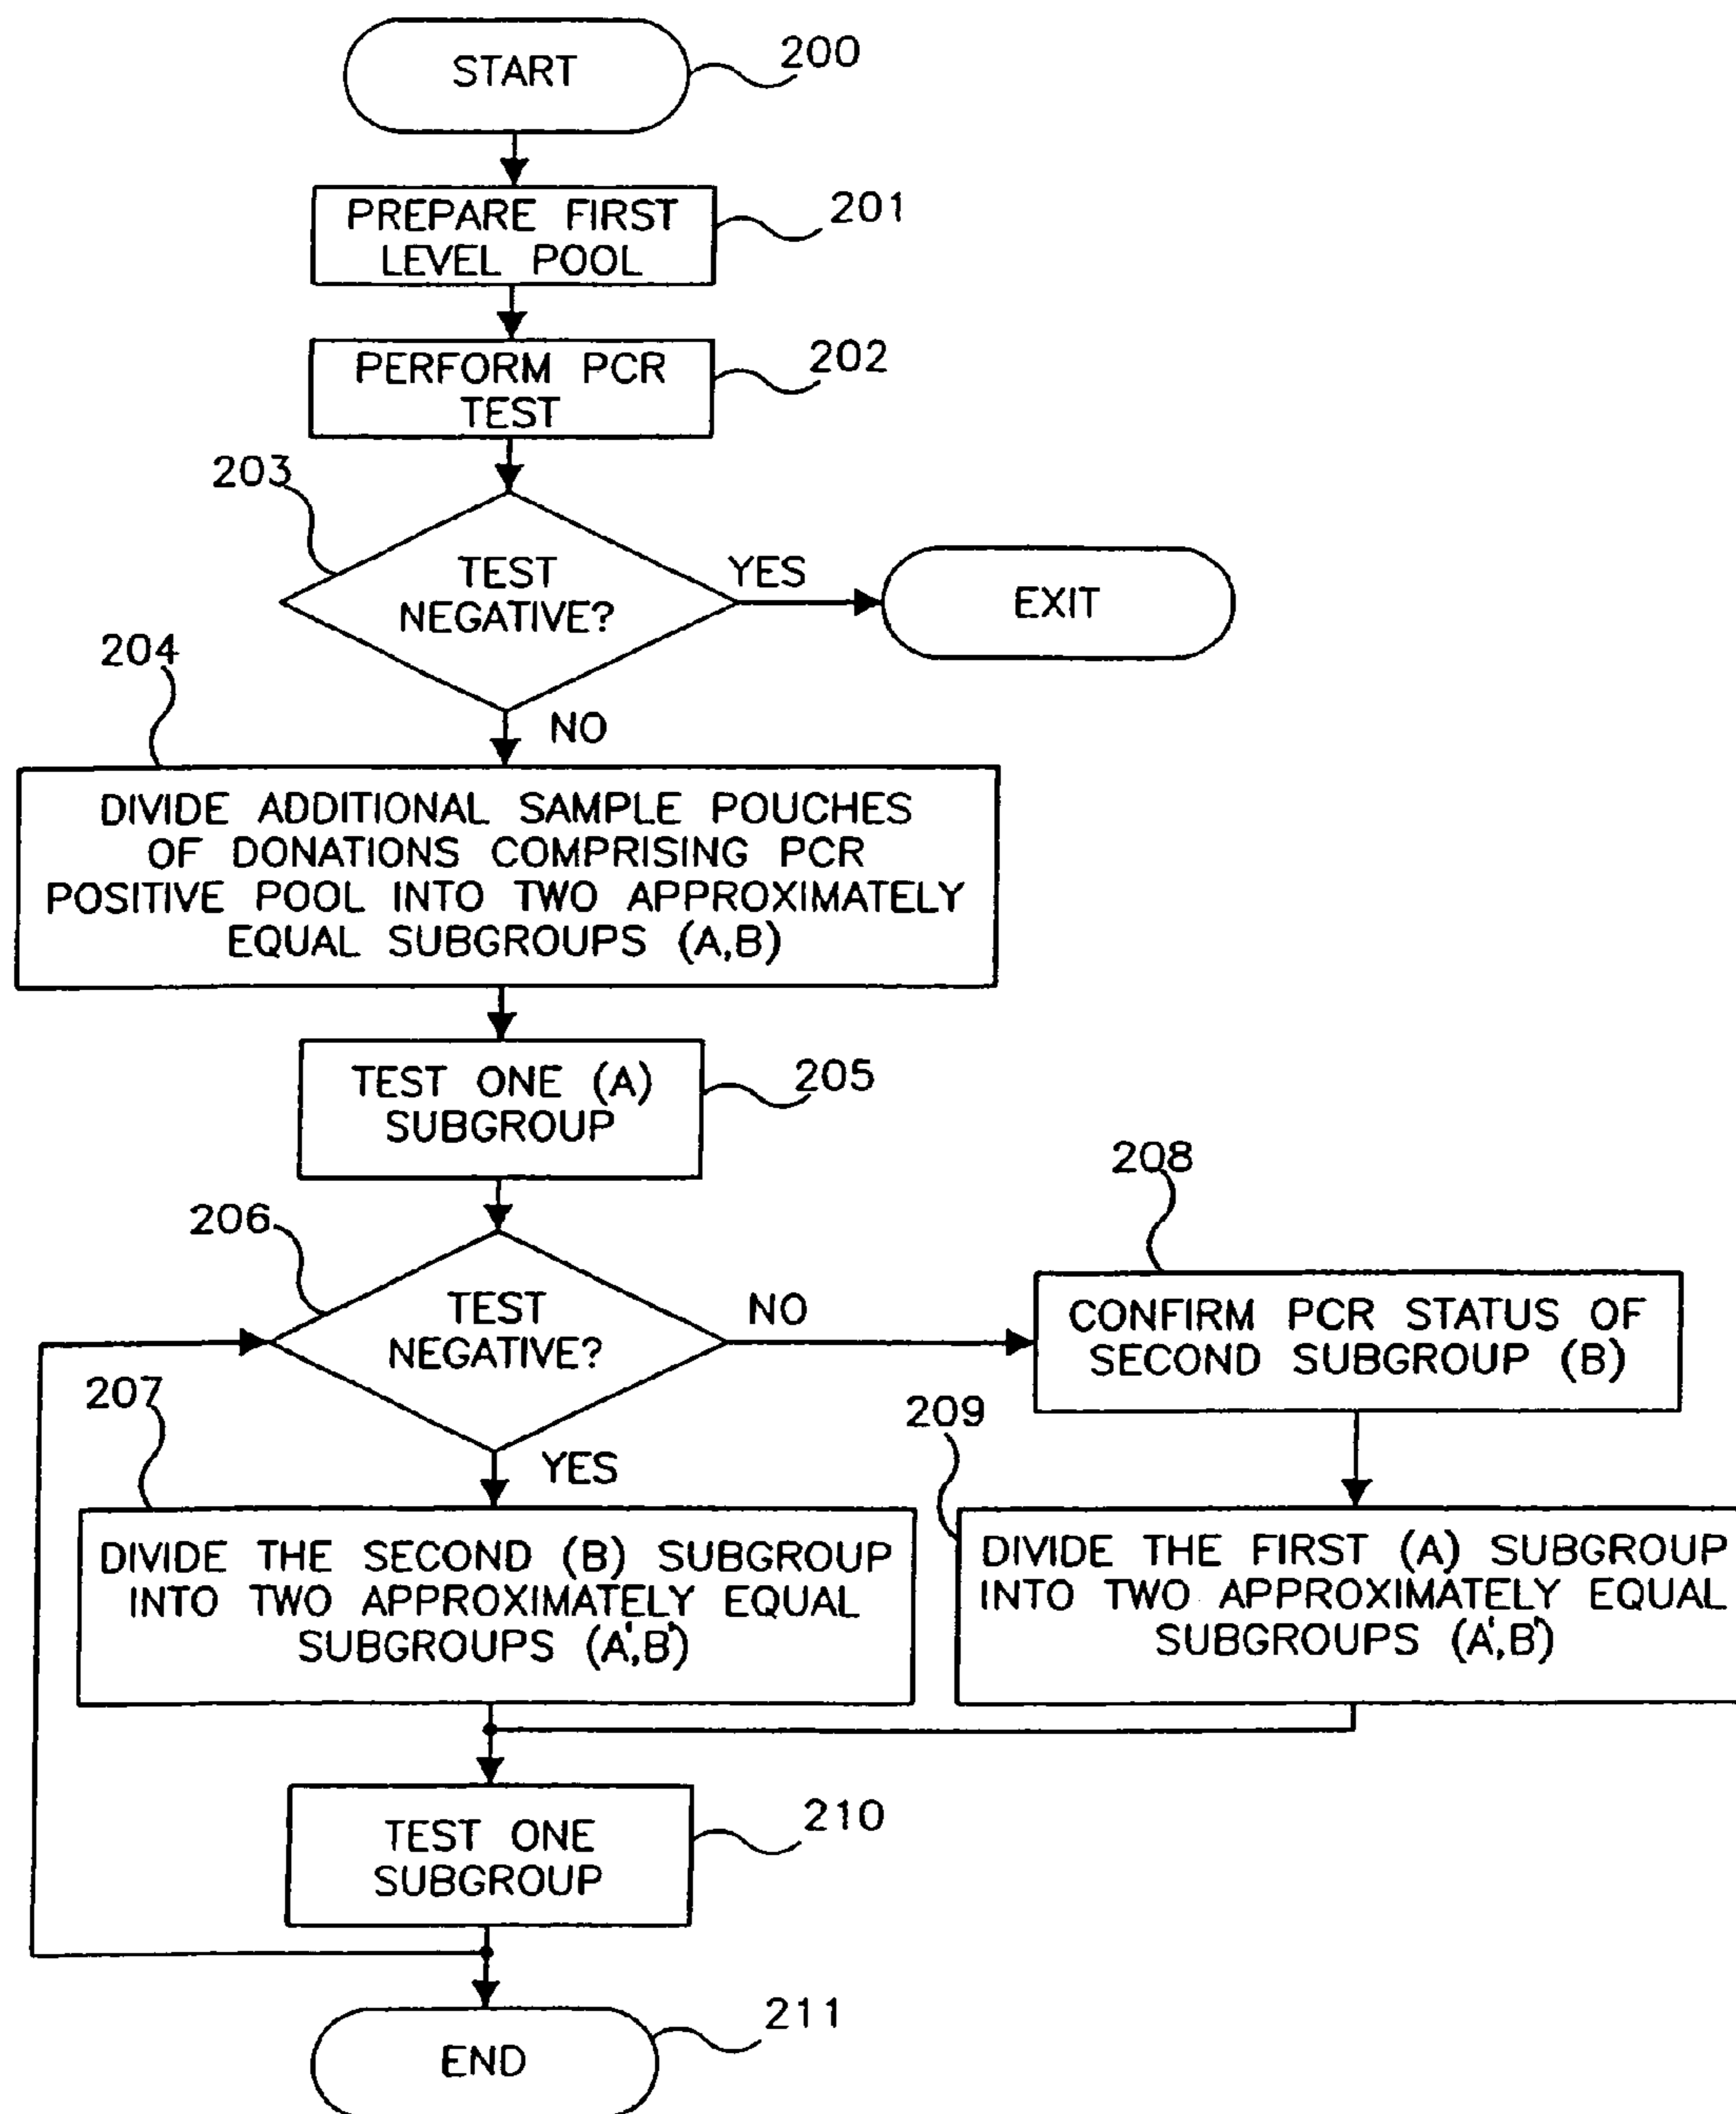 START
200
PREPARE FIRST
LEVEL POOL
201
PERFORM PCR
TEST
202
203
TEST
NEGATIVE?
YES
EXIT
204
NO
DIVIDE ADDITIONAL SAMPLE POUCHES
OF DONATIONS COMPRISING PCR
POSITIVE POOL INTO TWO APPROXIMATELY
EQUAL SUBGROUPS (A,B)
TEST ONE (A)
SUBGROUP
205
206
TEST
NEGATIVE?
NO
208
CONFIRM PCR STATUS OF
SECOND SUBGROUP (B)
207
YES
209
DIVIDE THE SECOND (B) SUBGROUP
INTO TWO APPROXIMATELY EQUAL
SUBGROUPS (A',B')
DIVIDE THE FIRST (A) SUBGROUP
INTO TWO APPROXIMATELY EQUAL
SUBGROUPS (A',B')
TEST ONE
SUBGROUP
210
END
211